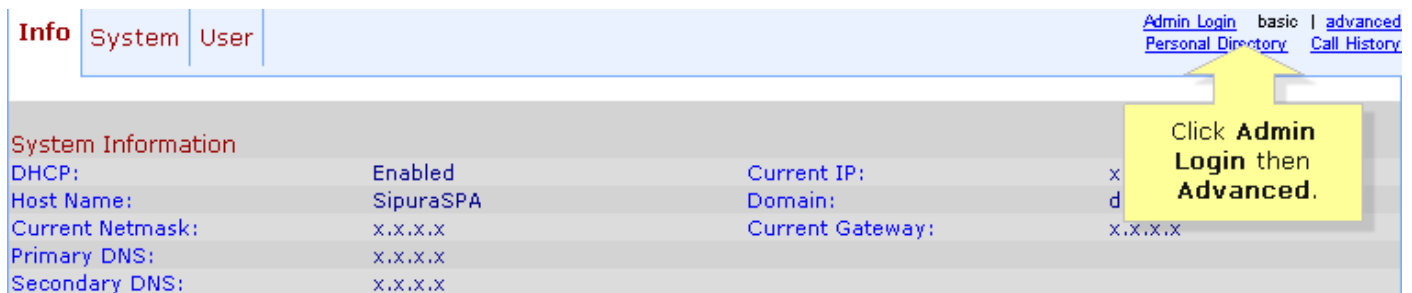 Info System User
Admin Login basic | advanced
Personal Directory Call History
Click Admin
Login then
Advanced.
System Information
DHCP: Enabled Current IP: x
Host Name: SipuraSPA Domain: d
Current Netmask: x.x.x.x Current Gateway: x.x.x.x
Primary DNS: x.x.x.x
Secondary DNS: x.x.x.x